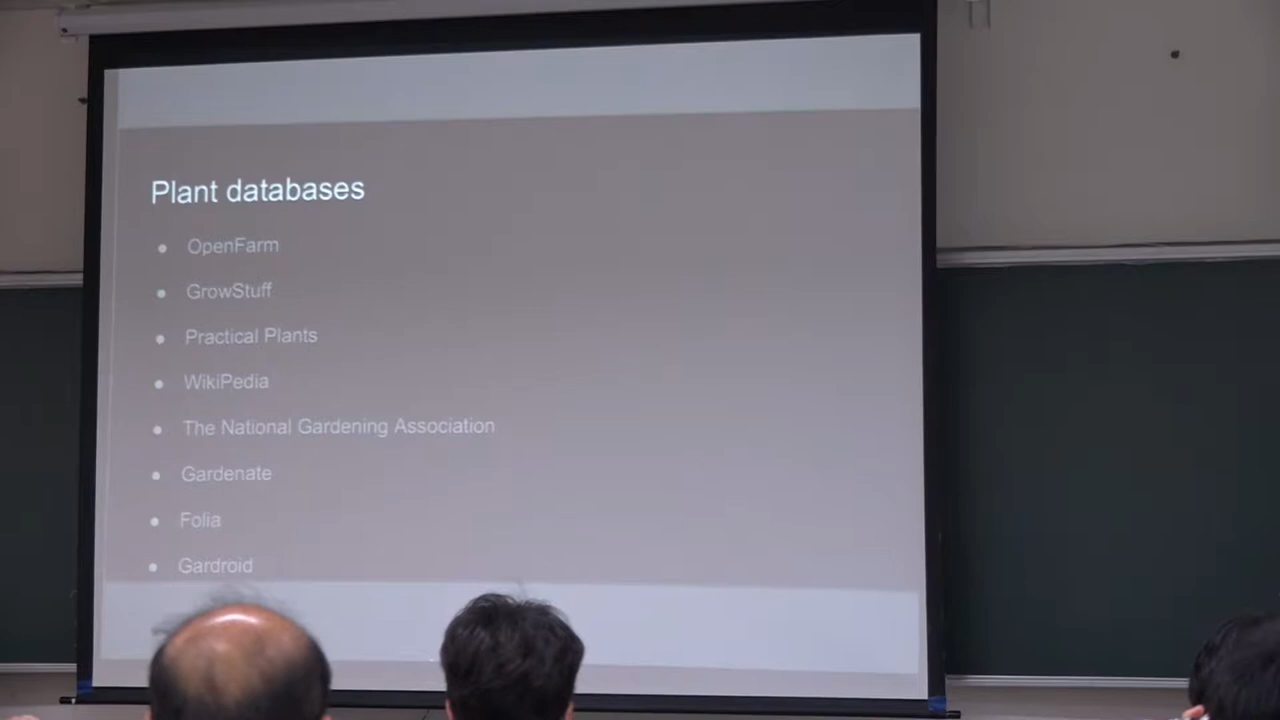 Plant databases
● OpenFarm
● GrowStuff
● Practical Plants
● WikiPedia
● The National Gardening Association
● Gardenate
● Folia
● Gardroid